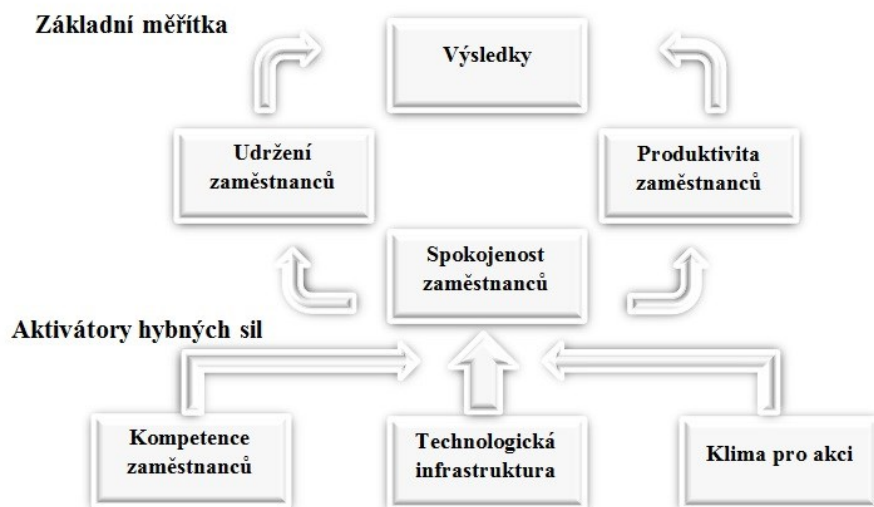 Základní měřítka
Výsledky
Udržení
zaměstnanců
Produktivita
zaměstnanců
Spokojenost
zaměstnanců
Aktivátory hybných sil
Kompetence
zaměstnanců
Technologická
infrastruktura
Klima pro akci